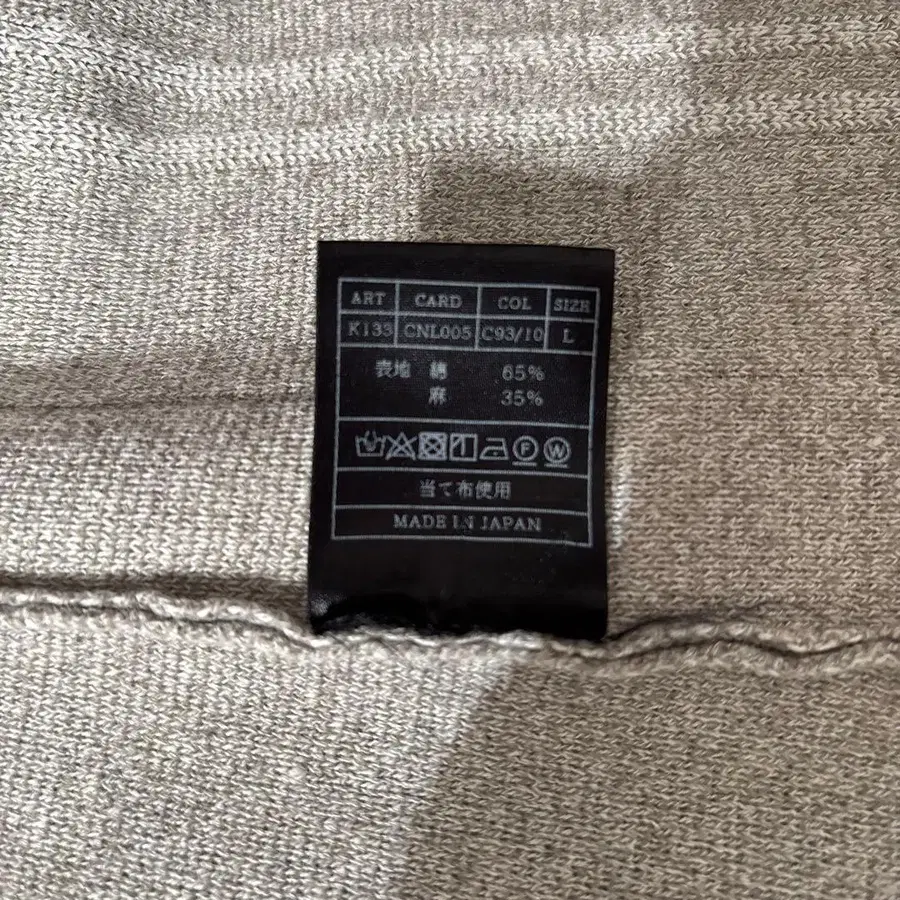 ART CARD COL SIZE
K133 CNL005 C93/10 L
表地 綿 65%
麻 35%
F W
当て布使用
MADE IN JAPAN